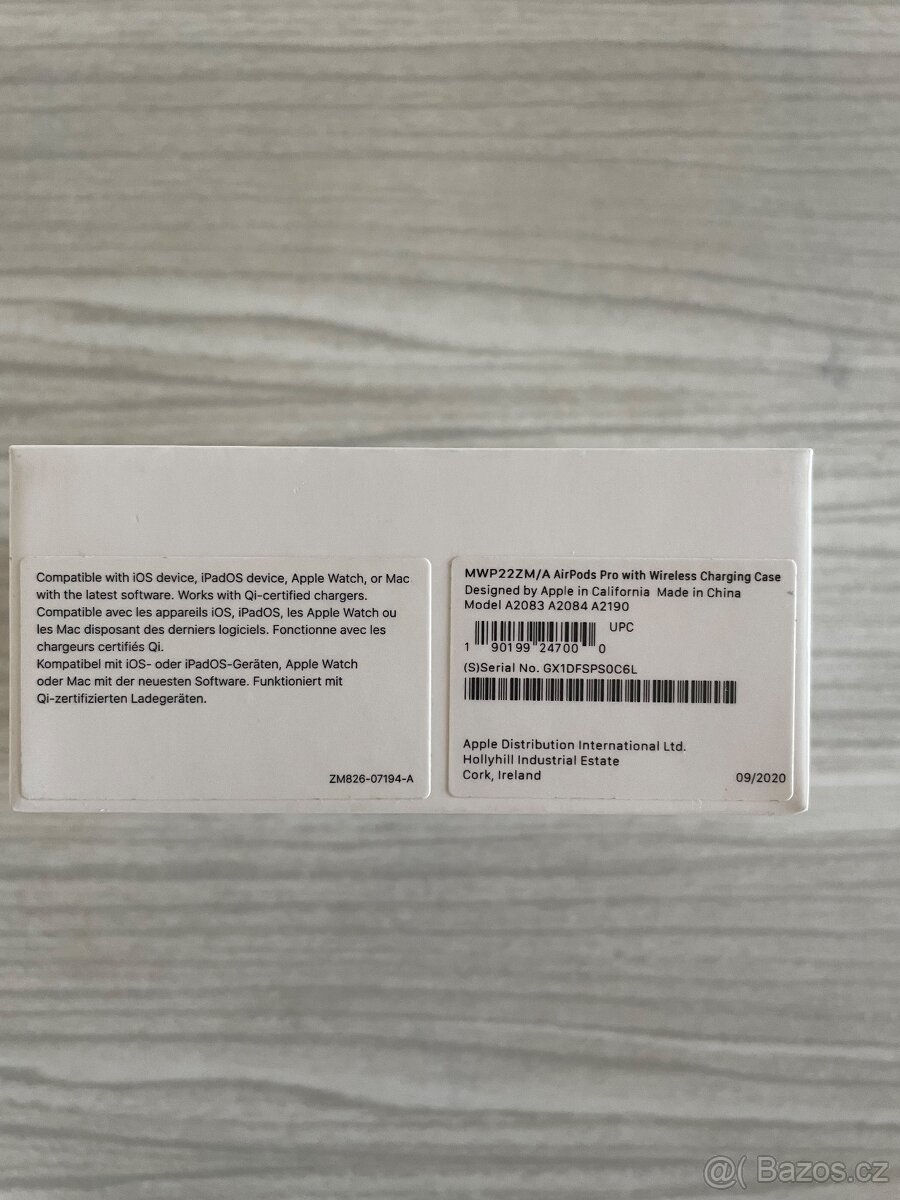 Compatible with iOS device, iPadOS device, Apple Watch, or Mac
with the latest software. Works with Qi-certified chargers.
Compatible avec les appareils iOS, iPadOS, les Apple Watch ou
les Mac disposant des derniers logiciels. Fonctionne avec les
chargeurs certifiés Qi.
Kompatibel mit iOS- oder iPadOS-Geräten, Apple Watch
oder Mac mit der neuesten Software. Funktioniert mit
Qi-zertifizierten Ladegeräten.
ZM826-07194-A
MWP22ZM/A AirPods Pro with Wireless Charging Case
Designed by Apple in California Made in China
Model A2083 A2084 A2190
UPC
1 90199 24700 0
(S)Serial No. GX1DFSPS0C6L
Apple Distribution International Ltd.
Hollyhill Industrial Estate
Cork, Ireland
09/2020
@( Bazos.cz